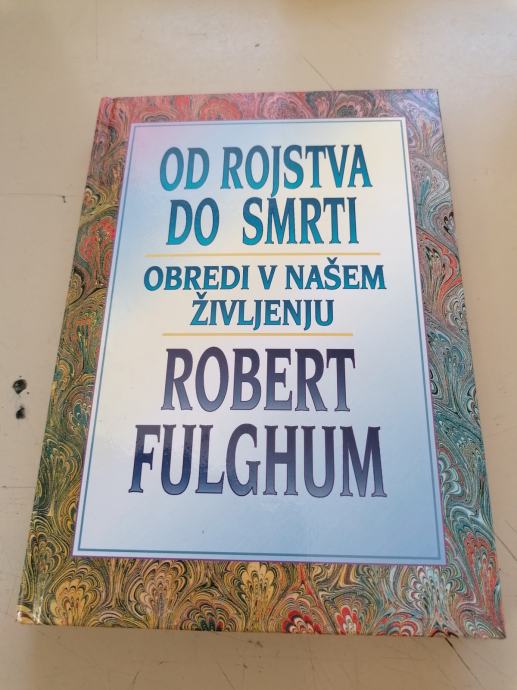 OD ROJSTVA
DO SMRTI
OBREDI V NAŠEM
ŽIVLJENJU
ROBERT
FULGHUM